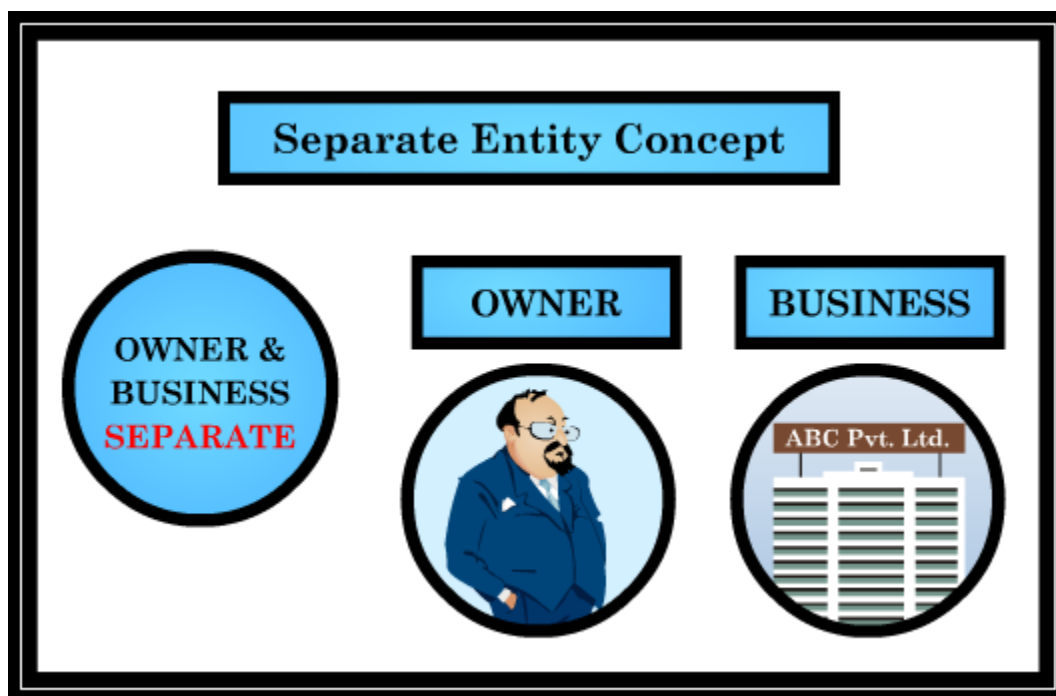 Separate Entity Concept
OWNER &
BUSINESS
SEPARATE
OWNER
BUSINESS
ABC Pvt. Ltd.